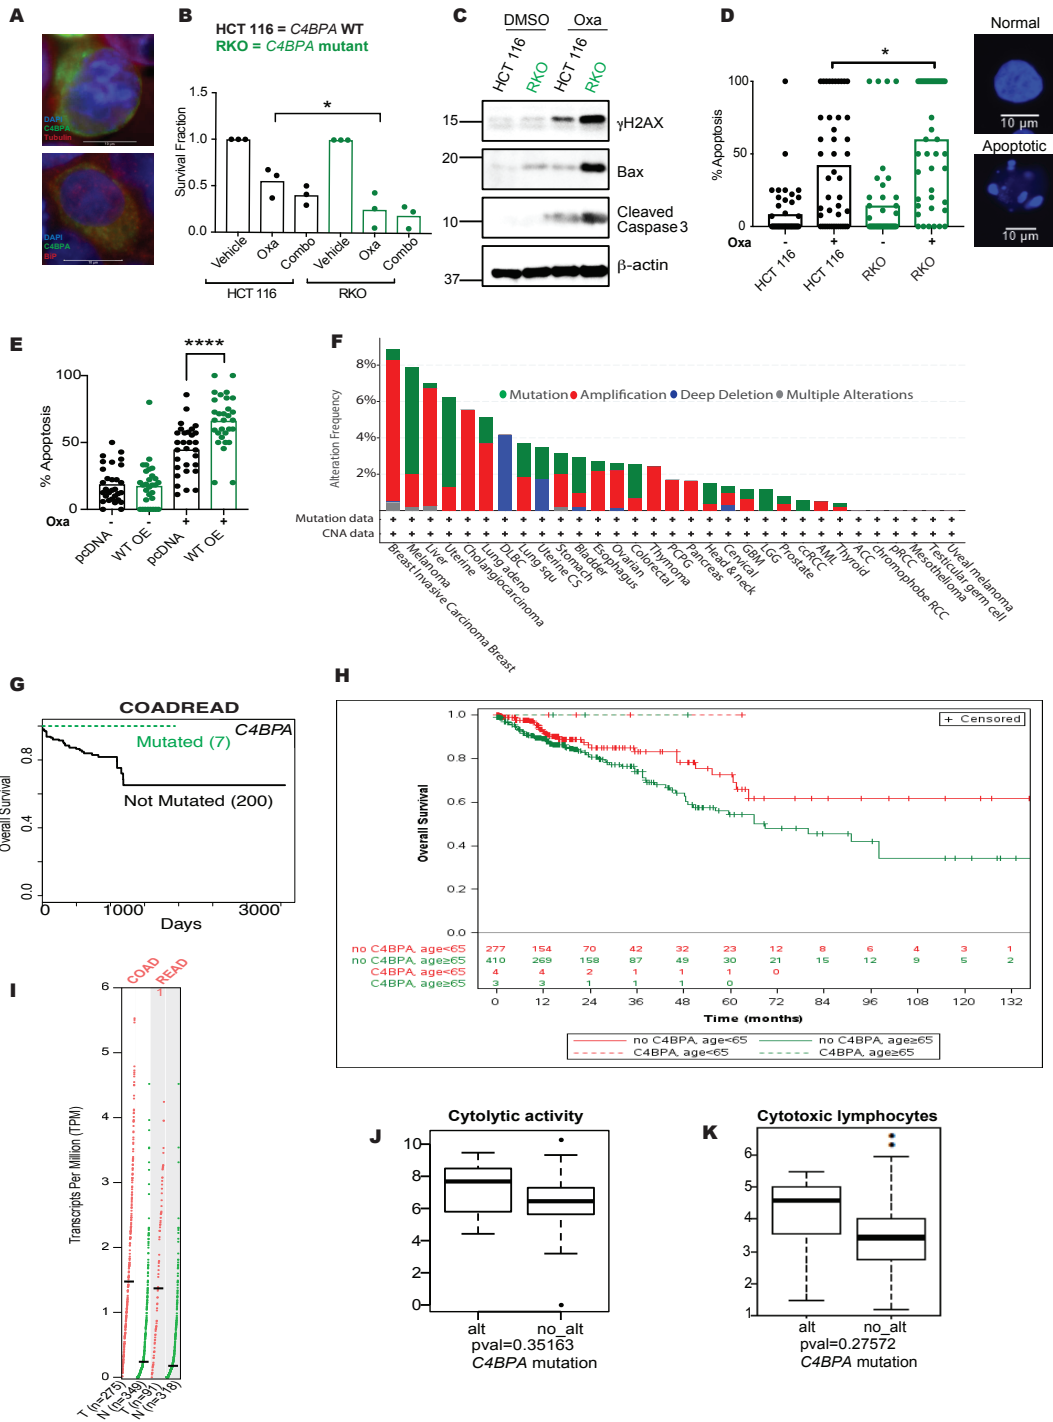 A
DAPI
C4BPA
Tubulin
DAPI
C4BPA
BiP
B
HCT 116 = C4BPA WT
RKO = C4BPA mutant
Survival Fraction
1.5
1.0
0.5
0.0
*
Vehicle
Oxa
Combo
Vehicle
Oxa
Combo
HCT 116
RKO
C
DMSO
Oxa
HCT 116
RKO
HCT 116
RKO
15
γH2AX
20
Bax
10
Cleaved
Caspase 3
37
β-actin
D
% Apoptosis
100
50
0
*
Oxa
-
+
-
+
HCT 116
HCT 116
RKO
RKO
Normal
10 µm
Apoptotic
10 µm
E
% Apoptosis
100
50
0
****
Oxa
-
-
+
+
pcDNA
WT OE
pcDNA
WT OE
F
Alteration Frequency
8%
6%
4%
2%
Mutation
Amplification
Deep Deletion
Multiple Alterations
Mutation data + + + + + + + + + + + + + + + + + + + + + + + + + + + + +
CNA data + + + + + + + + + + + + + + + + + + + + + + + + + + + + +
Breast Invasive Carcinoma Breast
Melanoma
Liver
Uterine
Cholangiocarcinoma
Lung adeno
DLBC
Lung squ
Uterine CS
Stomach
Bladder
Esophagus
Ovarian
Colorectal
Thymoma
PCPG
Pancreas
Head & neck
Cervical
GBM
LGG
Prostate
ccRCC
AML
Thyroid
ACC
chromophobe RCC
pRCC
Mesothelioma
Testicular germ cell
Uveal melanoma
G
COADREAD
C4BPA
Mutated (7)
Not Mutated (200)
Overall Survival
0.8
0.4
0.0
0
1000
3000
Days
H
+ Censored
Overall Survival
1.0
0.8
0.6
0.4
0.2
0.0
no C4BPA, age<65 277 154 70 42 32 23 12 8 6 4 3 1
no C4BPA, age≥65 410 269 158 87 49 30 21 15 12 9 5 2
C4BPA, age<65 4 4 2 1 1 1 0
C4BPA, age≥65 3 3 1 1 1 0
0 12 24 36 48 60 72 84 96 108 120 132
Time (months)
no C4BPA, age<65
no C4BPA, age≥65
C4BPA, age<65
C4BPA, age≥65
I
COAD
READ
Transcripts Per Million (TPM)
6
5
4
3
2
1
0
T (n=275)
N (n=349)
T (n=91)
N (n=318)
J
Cytolytic activity
10
8
6
4
2
0
alt
no_alt
pval=0.35163
C4BPA mutation
K
Cytotoxic lymphocytes
6
5
4
3
2
1
alt
no_alt
pval=0.27572
C4BPA mutation